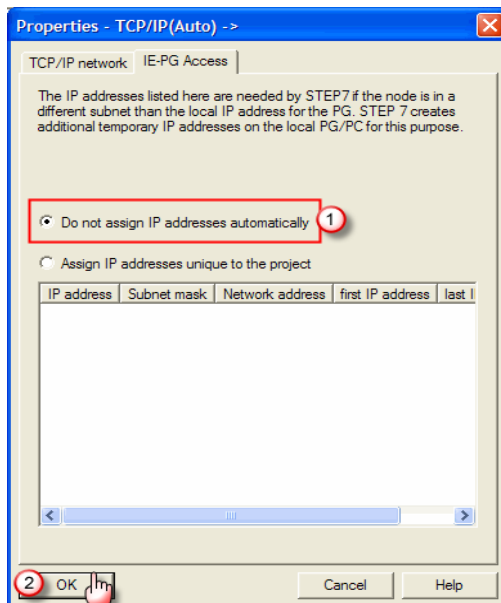 Properties - TCP/IP(Auto) ->
TCP/IP network IE-PG Access
The IP addresses listed here are needed by STEP7 if the node is in a
different subnet than the local IP address for the PG. STEP 7 creates
additional temporary IP addresses on the local PG/PC for this purpose.
Do not assign IP addresses automatically 1
Assign IP addresses unique to the project
IP address Subnet mask Network address first IP address last I
2 OK Cancel Help